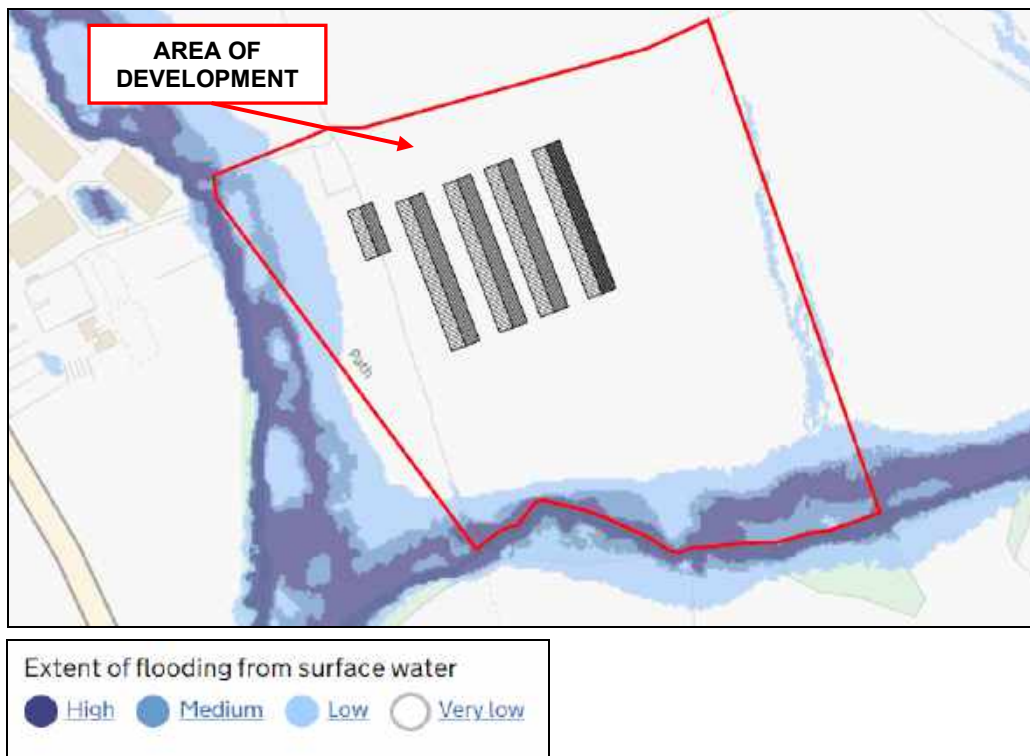 AREA OF
DEVELOPMENT
Path
Extent of flooding from surface water
High Medium Low Very low